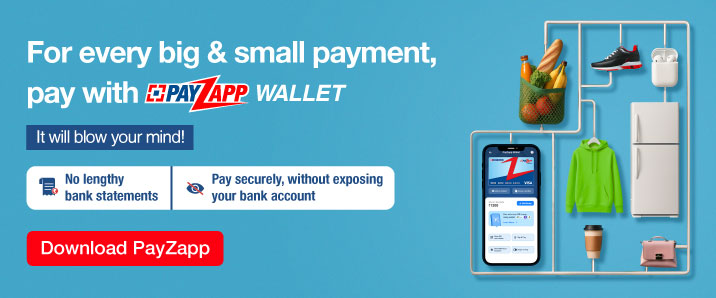 For every big & small payment,
pay with PAYZAPP WALLET
It will blow your mind!
No lengthy
bank statements
Pay securely, without exposing
your bank account
Download PayZapp
VISA